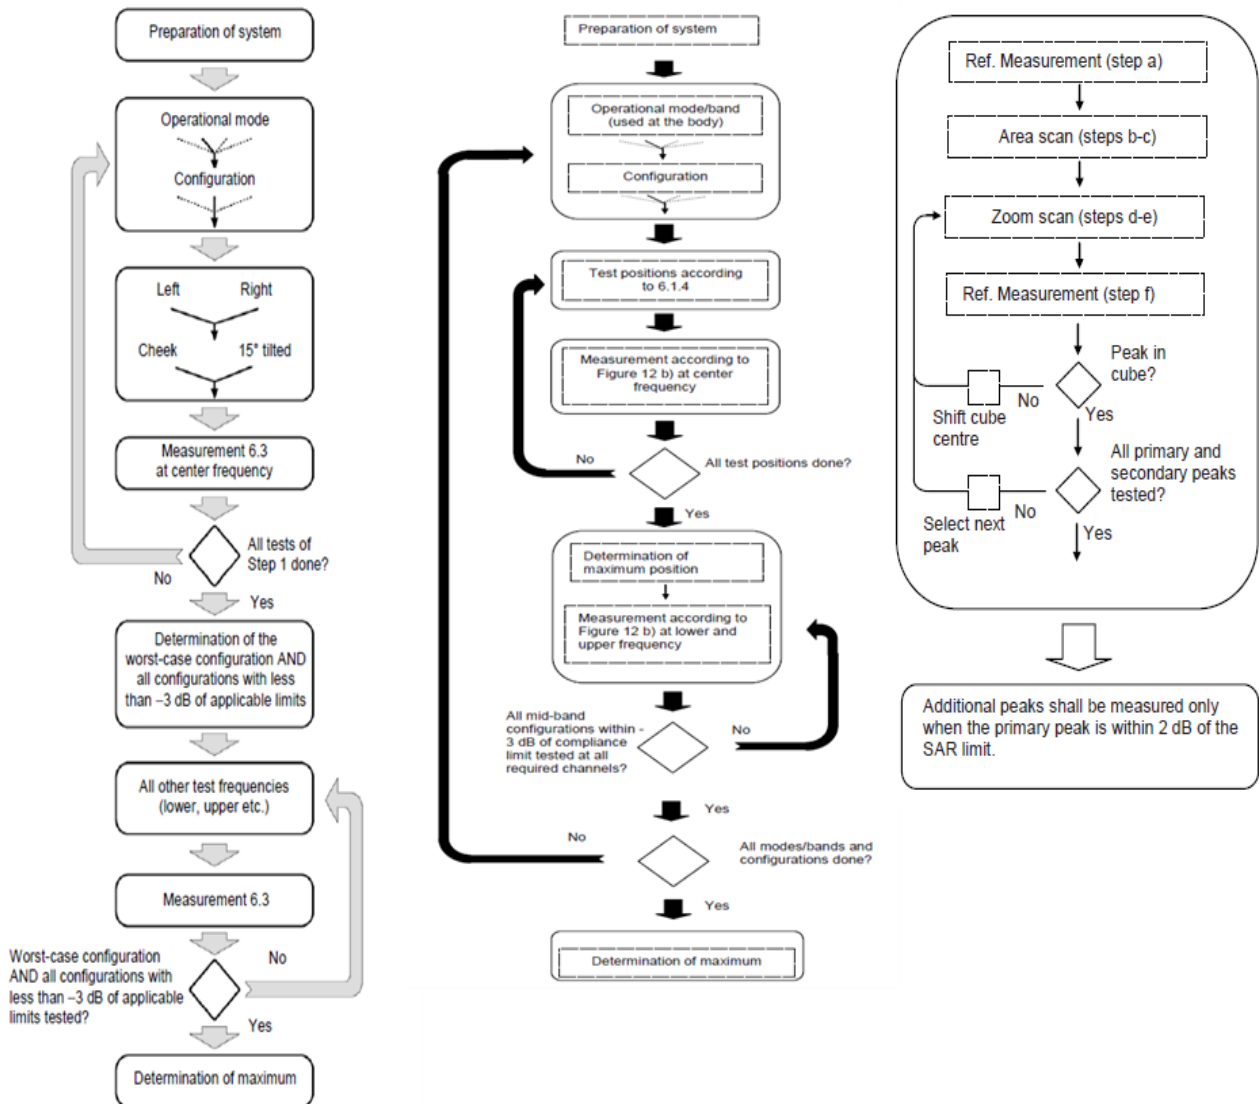 Preparation of system
Operational mode
Configuration
Left Right
Cheek 15° tilted
Measurement 6.3
at center frequency
All tests of
Step 1 done?
No
Yes
Determination of the
worst-case configuration AND
all configurations with less
than –3 dB of applicable limits
All other test frequencies
(lower, upper etc.)
Measurement 6.3
Worst-case configuration
AND all configurations with
less than –3 dB of applicable
limits tested?
No
Yes
Determination of maximum
Preparation of system
Operational mode/band
(used at the body)
Configuration
Test positions according
to 6.1.4
Measurement according to
Figure 12 b) at center
frequency
No
All test positions done?
Yes
Determination of
maximum position
Measurement according to
Figure 12 b) at lower and
upper frequency
All mid-band
configurations within -
3 dB of compliance
limit tested at all
required channels?
No
Yes
No
All modes/bands and
configurations done?
Yes
Determination of maximum
Ref. Measurement (step a)
Area scan (steps b-c)
Zoom scan (steps d-e)
Ref. Measurement (step f)
Peak in
cube?
No
Shift cube
centre
Yes
All primary and
secondary peaks
tested?
No
Select next
peak
Yes
Additional peaks shall be measured only
when the primary peak is within 2 dB of the
SAR limit.